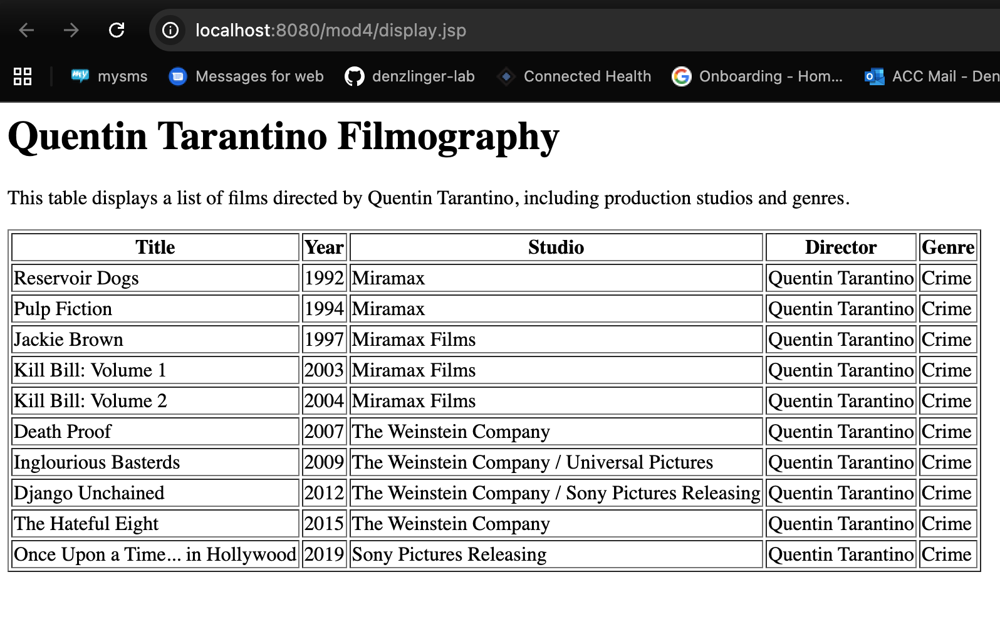 localhost:8080/mod4/display.jsp
mysms Messages for web denzlinger-lab Connected Health Onboarding - Hom... ACC Mail - Den
Quentin Tarantino Filmography
This table displays a list of films directed by Quentin Tarantino, including production studios and genres.
Title Year Studio Director Genre
Reservoir Dogs 1992 Miramax Quentin Tarantino Crime
Pulp Fiction 1994 Miramax Quentin Tarantino Crime
Jackie Brown 1997 Miramax Films Quentin Tarantino Crime
Kill Bill: Volume 1 2003 Miramax Films Quentin Tarantino Crime
Kill Bill: Volume 2 2004 Miramax Films Quentin Tarantino Crime
Death Proof 2007 The Weinstein Company Quentin Tarantino Crime
Inglourious Basterds 2009 The Weinstein Company / Universal Pictures Quentin Tarantino Crime
Django Unchained 2012 The Weinstein Company / Sony Pictures Releasing Quentin Tarantino Crime
The Hateful Eight 2015 The Weinstein Company Quentin Tarantino Crime
Once Upon a Time... in Hollywood 2019 Sony Pictures Releasing Quentin Tarantino Crime